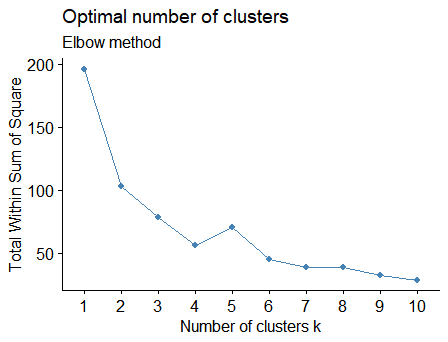 Optimal number of clusters
Elbow method
Total Within Sum of Square
200
150
100
50
1 2 3 4 5 6 7 8 9 10
Number of clusters k